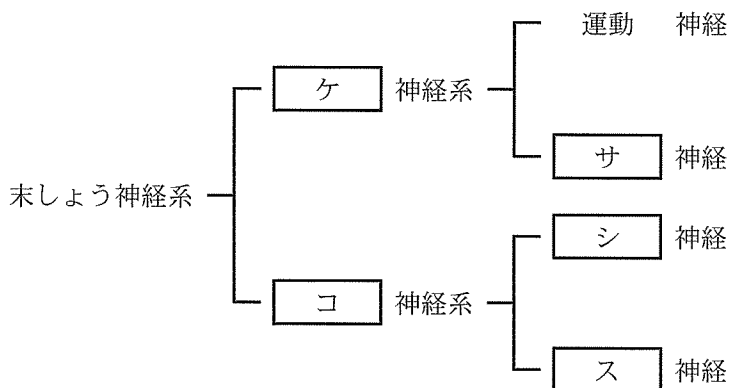 運動 神経
ケ 神経系
サ 神経
末しょう神経系
シ 神経
コ 神経系
ス 神経